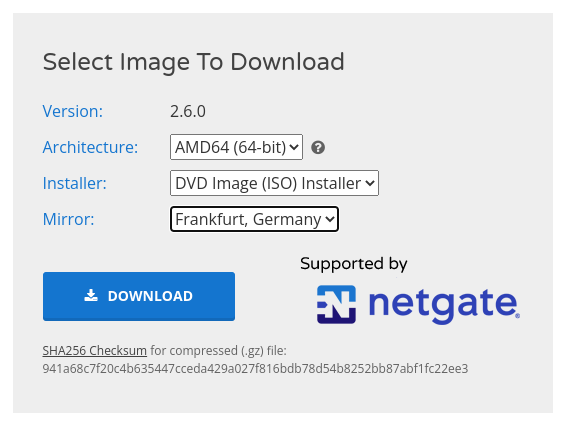 Select Image To Download
Version: 2.6.0
Architecture: AMD64 (64-bit) ?
Installer: DVD Image (ISO) Installer
Mirror: Frankfurt, Germany
Supported by
DOWNLOAD
netgate®
SHA256 Checksum for compressed (.gz) file:
941a68c7f20c4b635447cceda429a027f816bdb78d54b8252bb87abf1fc22ee3